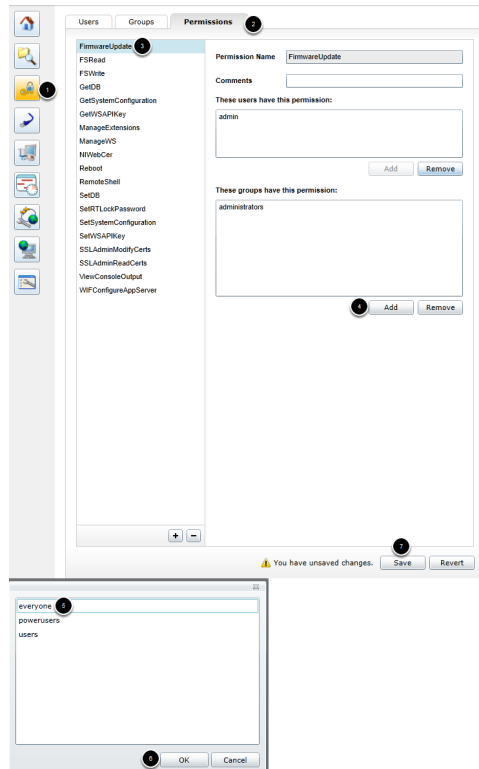 Users Groups Permissions 2
FirmwareUpdate 3
FSRead
FSWrite
1 GetDB
GetSystemConfiguration
GetWSAPIKey
ManageExtensions
ManageWS
NIWebCer
Reboot
RemoteShell
SetDB
SetRTLockPassword
SetSystemConfiguration
SetWSAPIKey
SSLAdminModifyCerts
SSLAdminReadCerts
ViewConsoleOutput
WIFConfigureAppServer
Permission Name FirmwareUpdate
Comments
These users have this permission:
admin
Add Remove
These groups have this permission:
administrators
4 Add Remove
+ −
7
You have unsaved changes. Save Revert
everyone 5
powerusers
users
6 OK Cancel